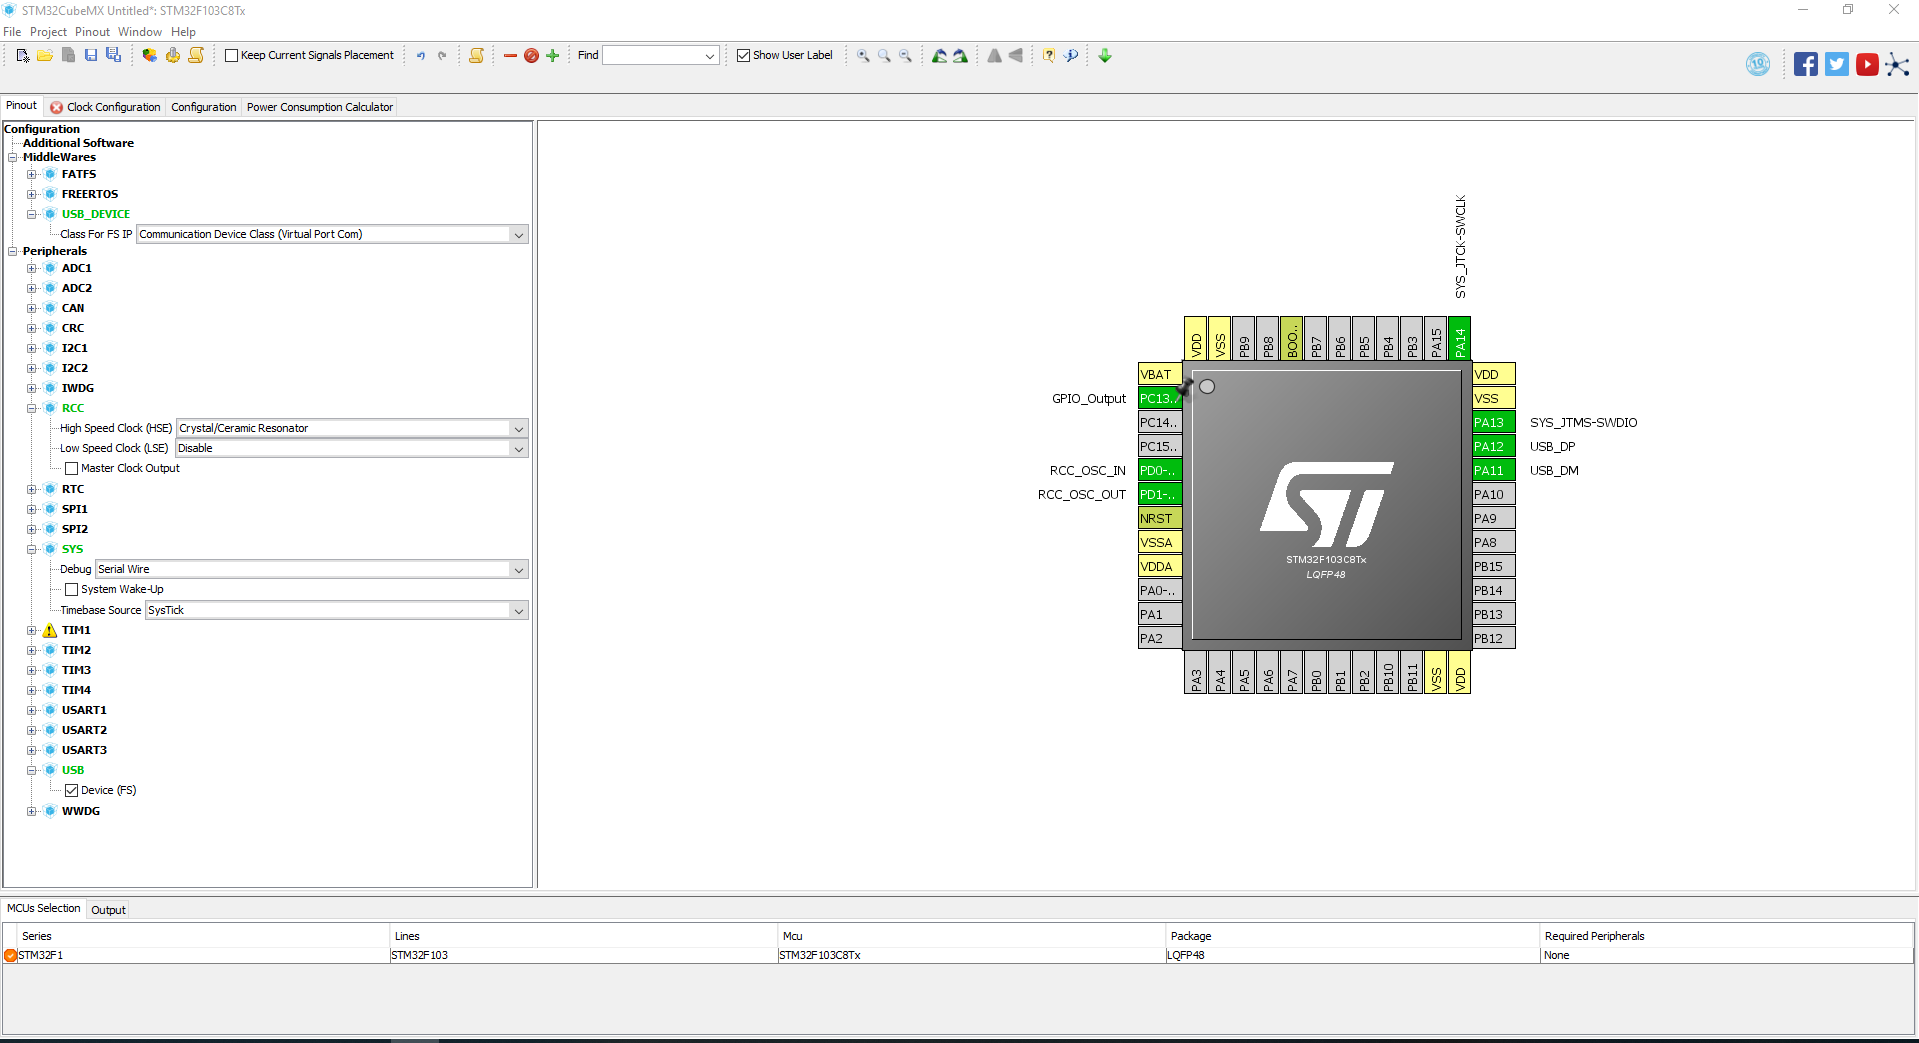 STM32CubeMX Untitled*: STM32F103C8Tx
File Project Pinout Window Help
Keep Current Signals Placement Find Show User Label
Pinout Clock Configuration Configuration Power Consumption Calculator
Configuration
Additional Software
MiddleWares
FATFS
FREERTOS
USB_DEVICE
Class For FS IP Communication Device Class (Virtual Port Com)
Peripherals
ADC1
ADC2
CAN
CRC
I2C1
I2C2
IWDG
RCC
High Speed Clock (HSE) Crystal/Ceramic Resonator
Low Speed Clock (LSE) Disable
Master Clock Output
RTC
SPI1
SPI2
SYS
Debug Serial Wire
System Wake-Up
Timebase Source SysTick
TIM1
TIM2
TIM3
TIM4
USART1
USART2
USART3
USB
Device (FS)
WWDG
SYS_JTCK-SWCLK
VDD VSS PB9 PB8 BOO.. PB7 PB6 PB5 PB4 PB3 PA15 PA14
VBAT VDD
GPIO_Output PC13../ VSS
PC14.. PA13 SYS_JTMS-SWDIO
PC15.. PA12 USB_DP
RCC_OSC_IN PD0-.. PA11 USB_DM
RCC_OSC_OUT PD1-.. PA10
NRST PA9
VSSA PA8
VDDA PB15
PA0-.. PB14
PA1 PB13
PA2 PB12
ST
STM32F103C8Tx
LQFP48
PA3 PA4 PA5 PA6 PA7 PB0 PB1 PB2 PB10 PB11 VSS VDD
MCUs Selection Output
Series Lines Mcu Package Required Peripherals
STM32F1 STM32F103 STM32F103C8Tx LQFP48 None